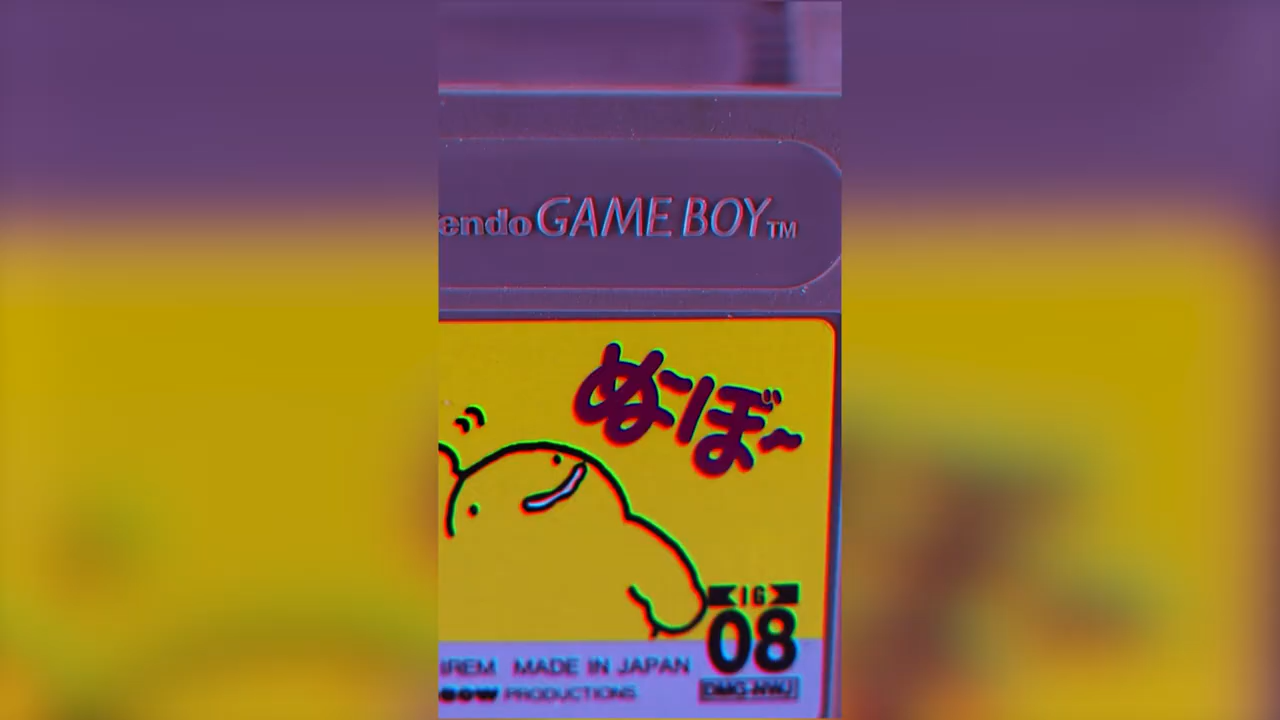 endo GAME BOY TM
ぬ〜ぼ〜
IG
08
IREM MADE IN JAPAN
PRODUCTIONS
DMG-NWJ